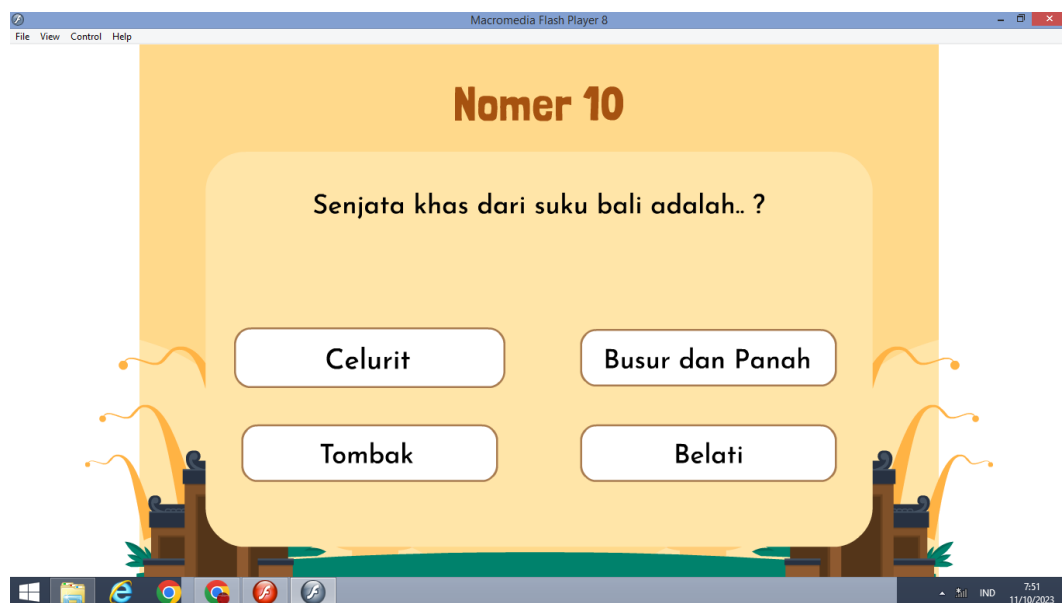 Macromedia Flash Player 8
File View Control Help
Nomer 10
Senjata khas dari suku bali adalah.. ?
Celurit
Busur dan Panah
Tombak
Belati
IND
7:51
11/10/2023